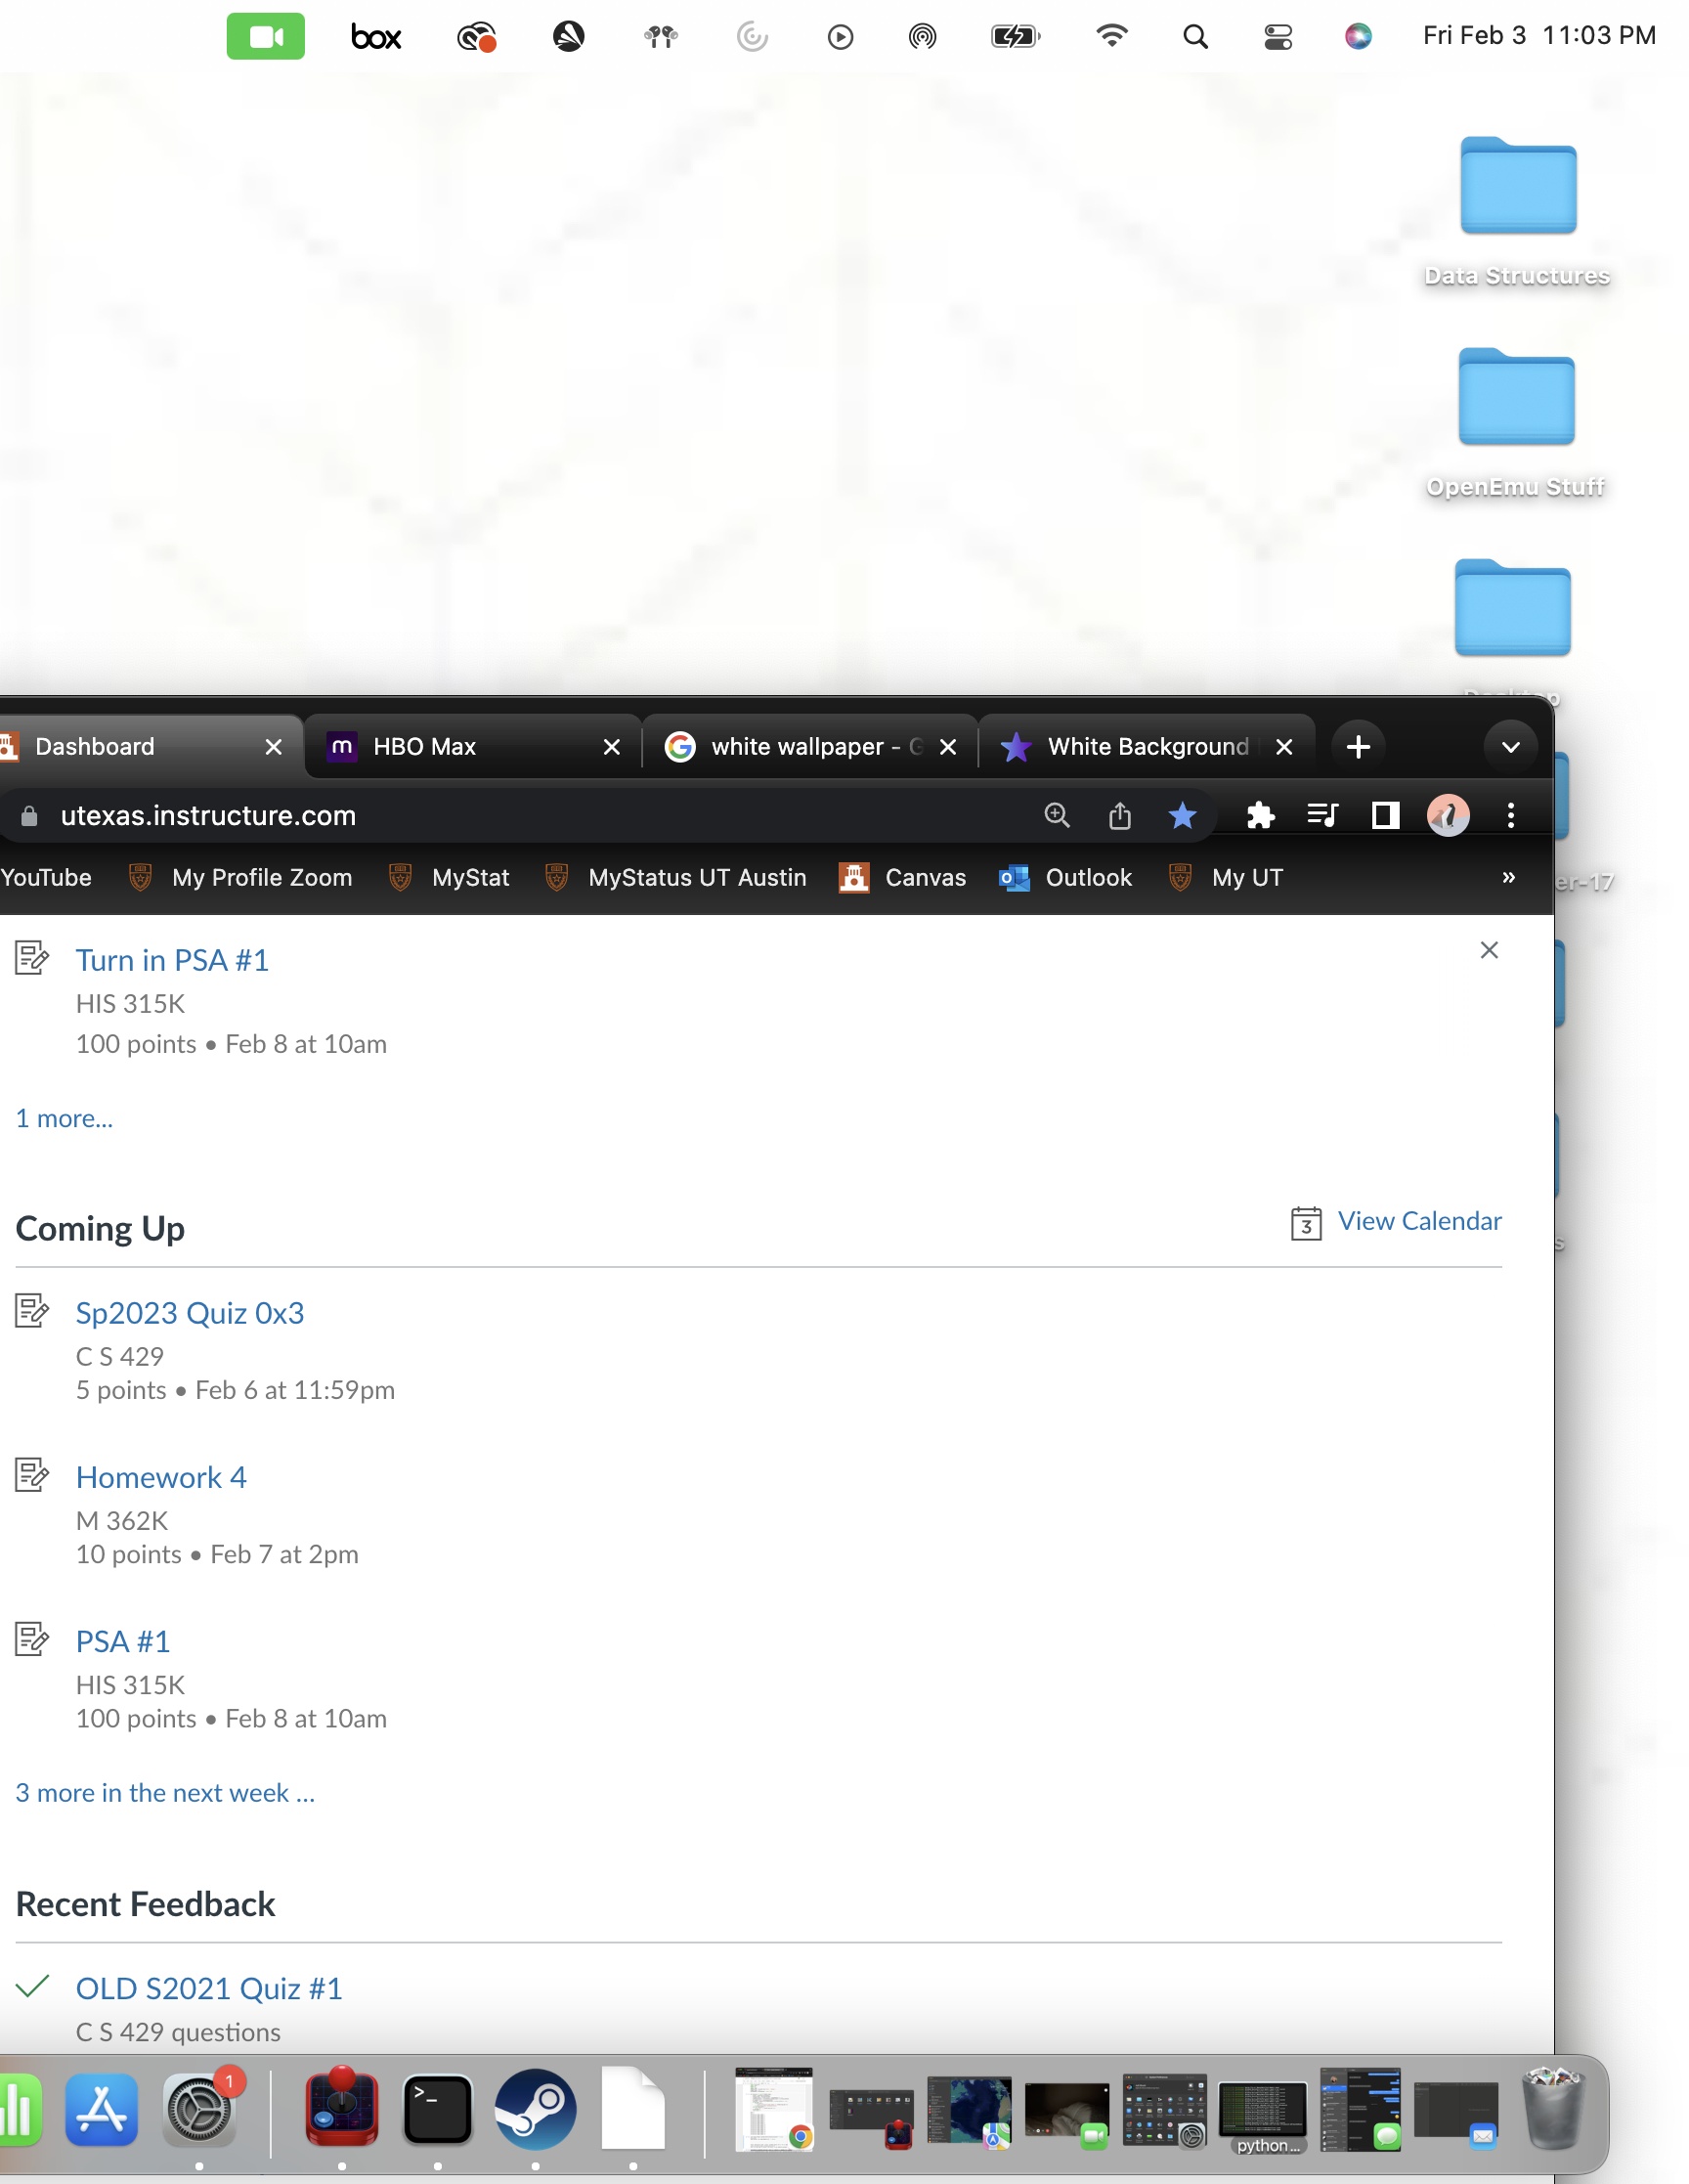 box
Fri Feb 3 11:03 PM
Data Structures
OpenEmu Stuff
Desktop
Dashboard
m HBO Max
white wallpaper - G
White Background
utexas.instructure.com
YouTube My Profile Zoom MyStat MyStatus UT Austin Canvas Outlook My UT »
er-17
Turn in PSA #1
HIS 315K
100 points • Feb 8 at 10am
1 more...
Coming Up
3 View Calendar
s
Sp2023 Quiz 0x3
C S 429
5 points • Feb 6 at 11:59pm
Homework 4
M 362K
10 points • Feb 7 at 2pm
PSA #1
HIS 315K
100 points • Feb 8 at 10am
3 more in the next week ...
Recent Feedback
OLD S2021 Quiz #1
C S 429 questions
1
>_
python...